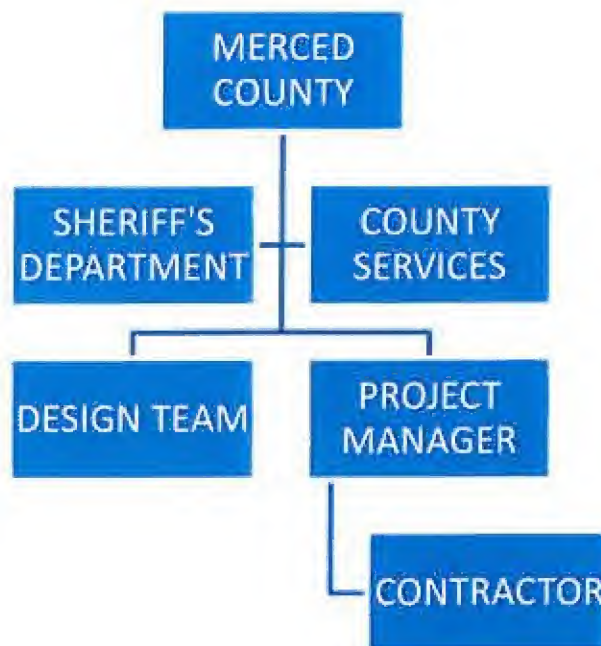 MERCED
COUNTY
SHERIFF'S
DEPARTMENT
COUNTY
SERVICES
DESIGN TEAM
PROJECT
MANAGER
CONTRACTOR